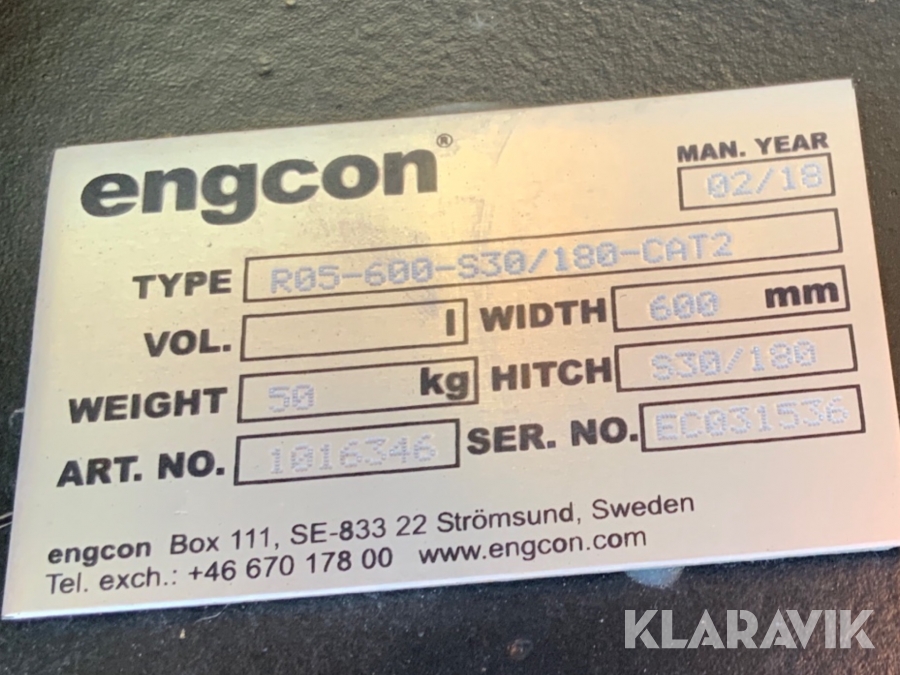 engcon®
MAN. YEAR
02/18
TYPE R05-600-S30/180-CAT2
VOL. l WIDTH 600 mm
WEIGHT 50 kg HITCH S30/180
ART. NO. 1016346 SER. NO. EC031536
engcon Box 111, SE-833 22 Strömsund, Sweden
Tel. exch.: +46 670 178 00 www.engcon.com
KLARAVIK